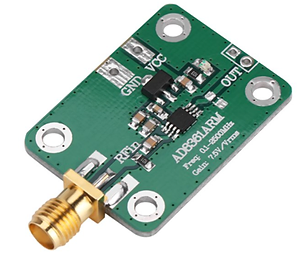 GND VCC
OUT
RFin
AD8361ARM
Freq: 0.1-2500MHz
Gain: 7.5V/Vrms